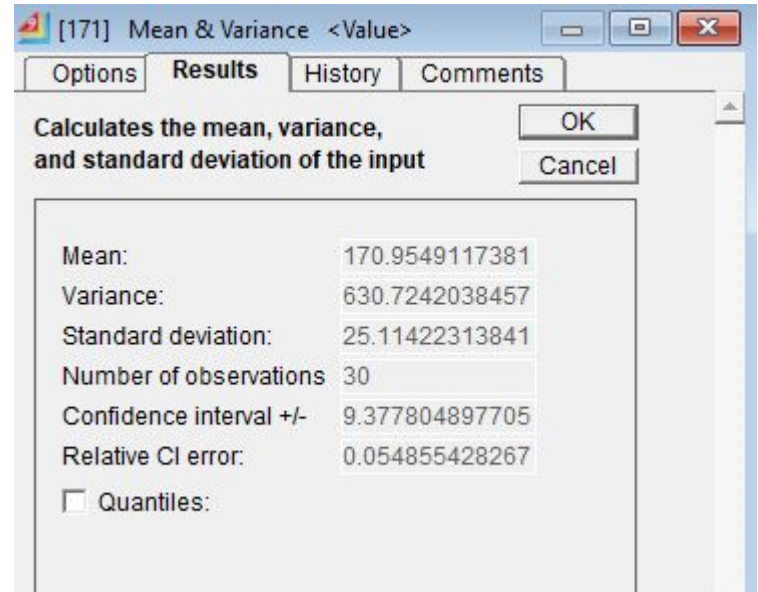 [171] Mean & Variance <Value>
Options Results History Comments
Calculates the mean, variance,
and standard deviation of the input
OK
Cancel
Mean: 170.9549117381
Variance: 630.7242038457
Standard deviation: 25.11422313841
Number of observations 30
Confidence interval +/- 9.377804897705
Relative CI error: 0.054855428267
Quantiles: